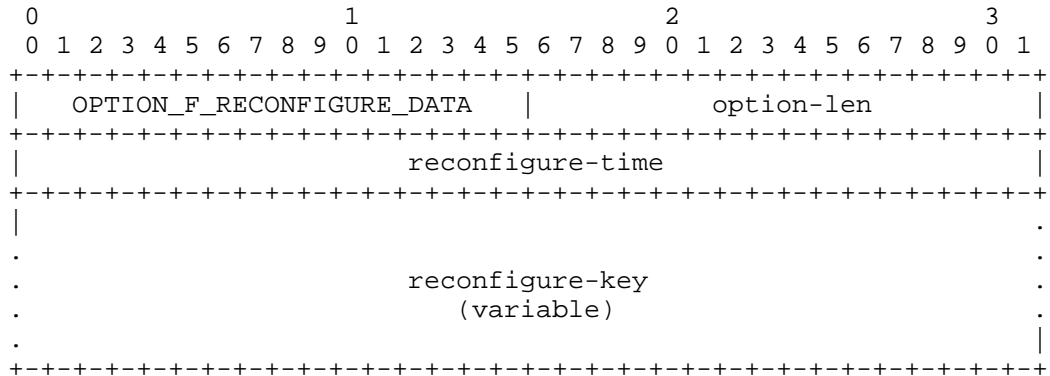 0                   1                   2                   3
 0 1 2 3 4 5 6 7 8 9 0 1 2 3 4 5 6 7 8 9 0 1 2 3 4 5 6 7 8 9 0 1
+-+-+-+-+-+-+-+-+-+-+-+-+-+-+-+-+-+-+-+-+-+-+-+-+-+-+-+-+-+-+-+-+
|   OPTION_F_RECONFIGURE_DATA   |           option-len          |
+-+-+-+-+-+-+-+-+-+-+-+-+-+-+-+-+-+-+-+-+-+-+-+-+-+-+-+-+-+-+-+-+
|                        reconfigure-time                       |
+-+-+-+-+-+-+-+-+-+-+-+-+-+-+-+-+-+-+-+-+-+-+-+-+-+-+-+-+-+-+-+-+
|                                                               .
.                                                               .
.                        reconfigure-key                        .
.                           (variable)                          .
.                                                               |
+-+-+-+-+-+-+-+-+-+-+-+-+-+-+-+-+-+-+-+-+-+-+-+-+-+-+-+-+-+-+-+-+